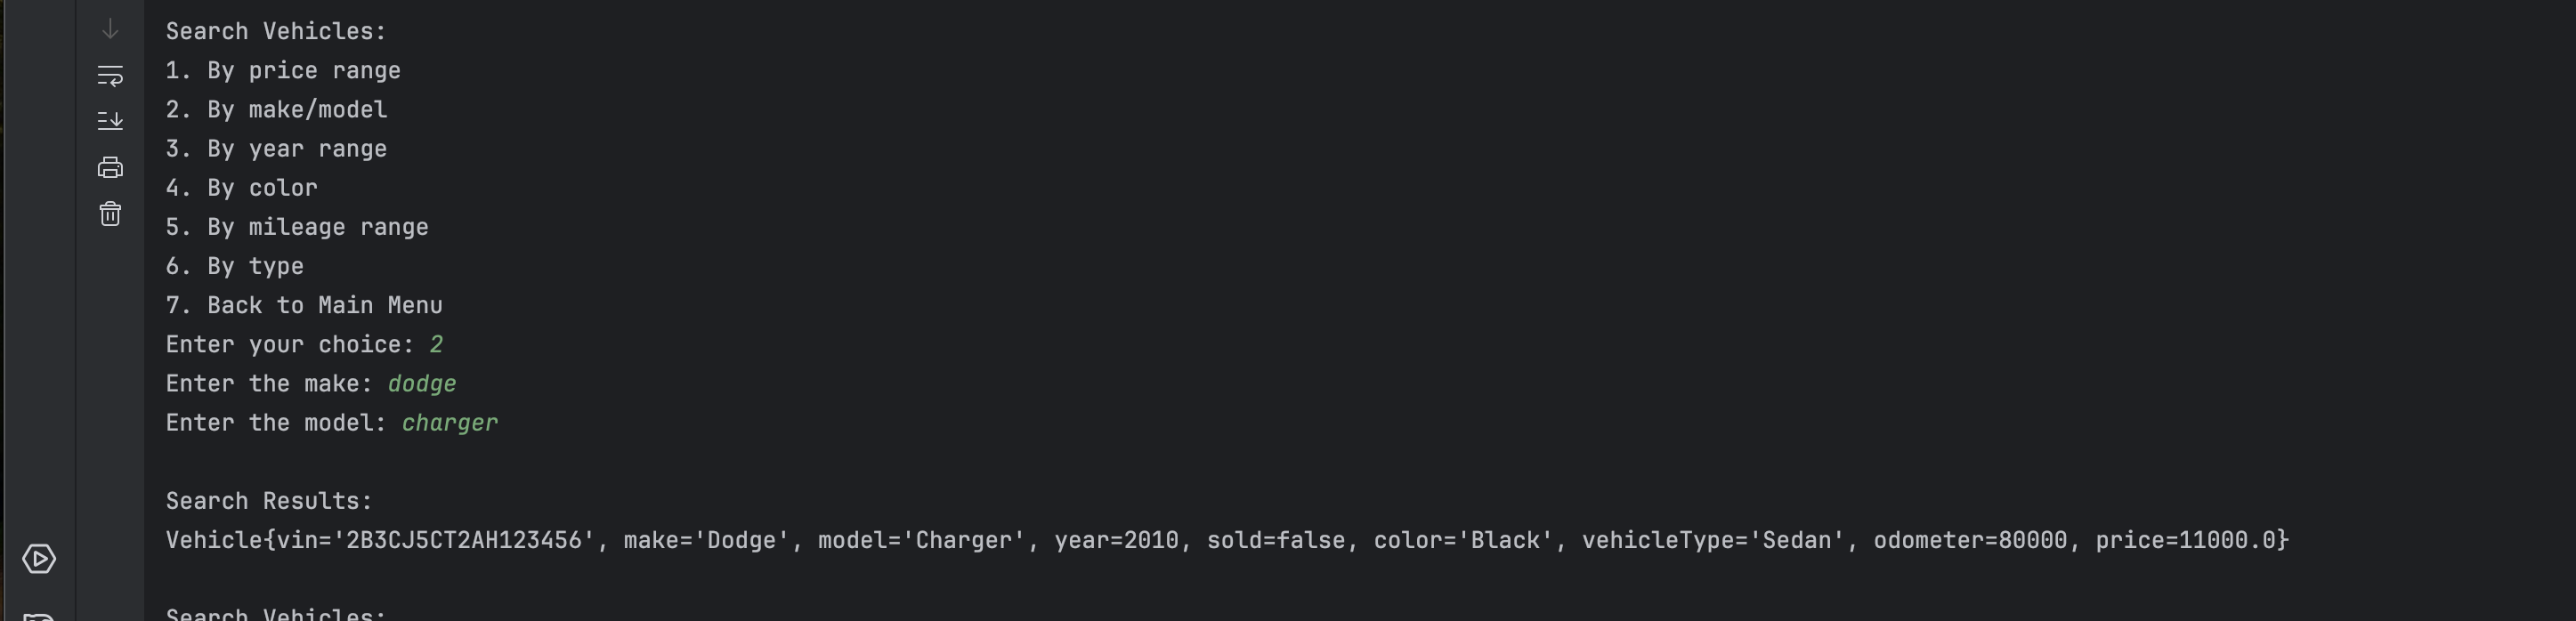 Search Vehicles:
1. By price range
2. By make/model
3. By year range
4. By color
5. By mileage range
6. By type
7. Back to Main Menu
Enter your choice: 2
Enter the make: dodge
Enter the model: charger
Search Results:
Vehicle{vin='2B3CJ5CT2AH123456', make='Dodge', model='Charger', year=2010, sold=false, color='Black', vehicleType='Sedan', odometer=80000, price=11000.0}
Search Vehicles: